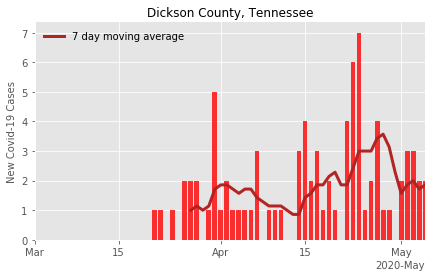 Dickson County, Tennessee
7 day moving average
New Covid-19 Cases
7
6
5
4
3
2
1
0
Mar 15 Apr 15 May
2020-May